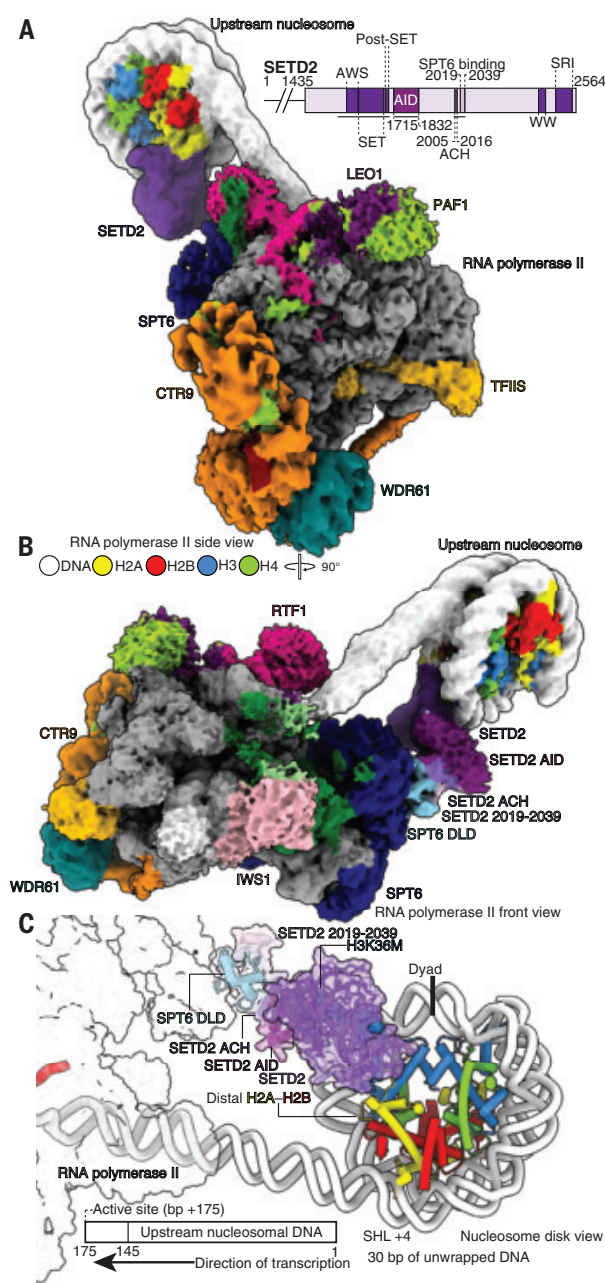 A
Upstream nucleosome
Post-SET
SPT6 binding
SRI
SETD2
AWS
2019
2039
1
1435
2564
AID
1715
1832
WW
SET
2005
2016
ACH
LEO1
PAF1
SETD2
RNA polymerase II
SPT6
CTR9
TFIIS
WDR61
RNA polymerase II side view
B
Upstream nucleosome
DNA
H2A
H2B
H3
H4
90°
RTF1
CTR9
SETD2
SETD2 AID
SETD2 ACH
SETD2 2019-2039
SPT6 DLD
WDR61
IWS1
SPT6
RNA polymerase II front view
C
SETD2 2019-2039
H3K36M
Dyad
SPT6 DLD
SETD2 ACH
SETD2 AID
SETD2
Distal H2A–H2B
RNA polymerase II
Active site (bp +175)
Upstream nucleosomal DNA
175
145
1
Direction of transcription
SHL +4
Nucleosome disk view
30 bp of unwrapped DNA